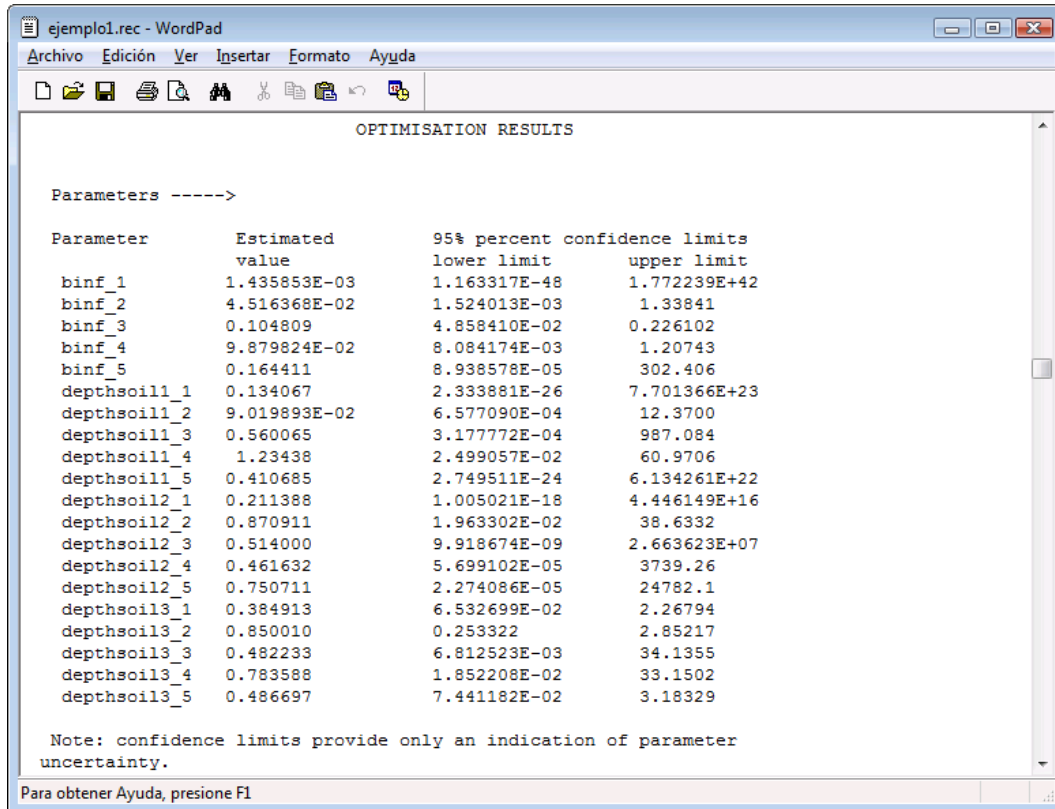 ejemplo1.rec - WordPad
Archivo Edición Ver Insertar Formato Ayuda
OPTIMISATION RESULTS
Parameters ----->
Parameter Estimated 95% percent confidence limits
value lower limit upper limit
binf_1 1.435853E-03 1.163317E-48 1.772239E+42
binf_2 4.516368E-02 1.524013E-03 1.33841
binf_3 0.104809 4.858410E-02 0.226102
binf_4 9.879824E-02 8.084174E-03 1.20743
binf_5 0.164411 8.938578E-05 302.406
depthsoil1_1 0.134067 2.333881E-26 7.701366E+23
depthsoil1_2 9.019893E-02 6.577090E-04 12.3700
depthsoil1_3 0.560065 3.177772E-04 987.084
depthsoil1_4 1.23438 2.499057E-02 60.9706
depthsoil1_5 0.410685 2.749511E-24 6.134261E+22
depthsoil2_1 0.211388 1.005021E-18 4.446149E+16
depthsoil2_2 0.870911 1.963302E-02 38.6332
depthsoil2_3 0.514000 9.918674E-09 2.663623E+07
depthsoil2_4 0.461632 5.699102E-05 3739.26
depthsoil2_5 0.750711 2.274086E-05 24782.1
depthsoil3_1 0.384913 6.532699E-02 2.26794
depthsoil3_2 0.850010 0.253322 2.85217
depthsoil3_3 0.482233 6.812523E-03 34.1355
depthsoil3_4 0.783588 1.852208E-02 33.1502
depthsoil3_5 0.486697 7.441182E-02 3.18329
Note: confidence limits provide only an indication of parameter
uncertainty.
Para obtener Ayuda, presione F1